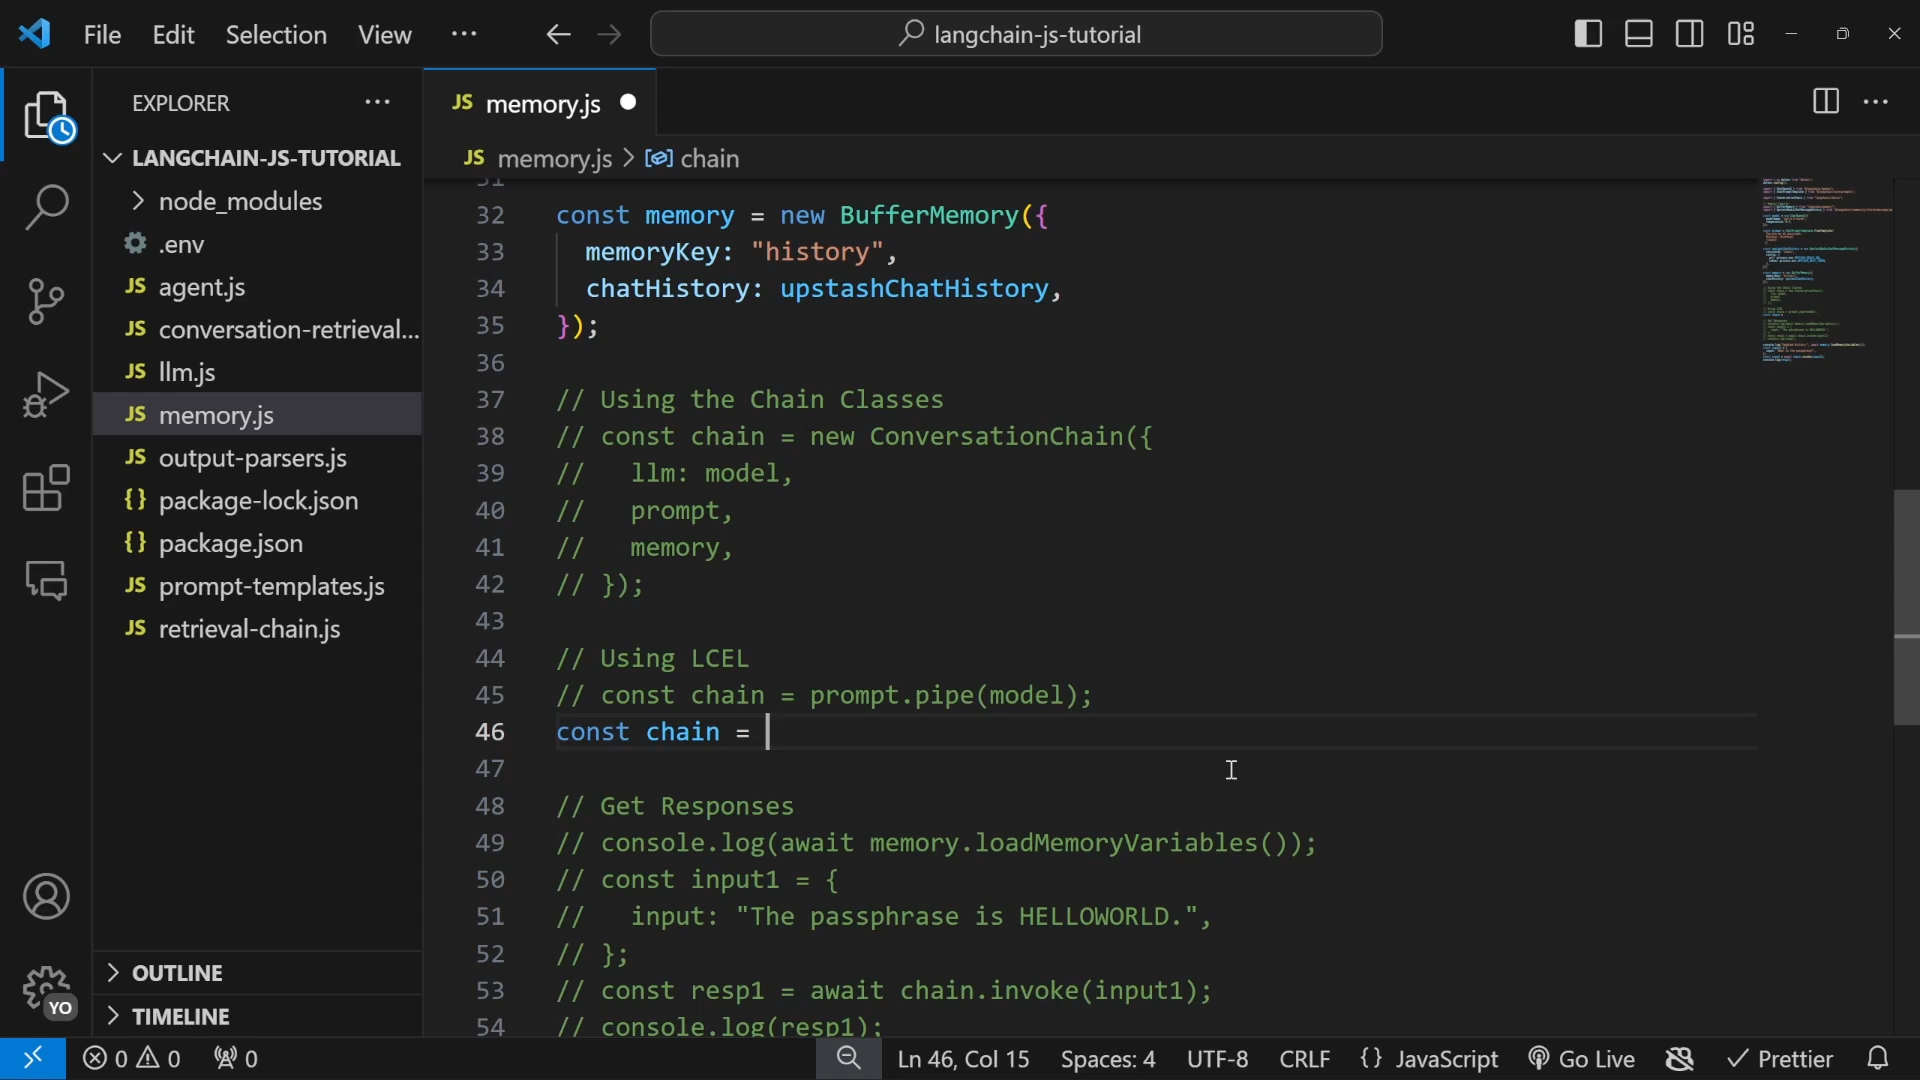 File Edit Selection View ··· langchain-js-tutorial
EXPLORER ···
JS memory.js
LANGCHAIN-JS-TUTORIAL
JS memory.js > chain
node_modules
.env
JS agent.js
JS conversation-retrieval...
JS llm.js
JS memory.js
JS output-parsers.js
{} package-lock.json
{} package.json
JS prompt-templates.js
JS retrieval-chain.js
OUTLINE
TIMELINE
YO
31
32 const memory = new BufferMemory({
33 memoryKey: "history",
34 chatHistory: upstashChatHistory,
35 });
36
37 // Using the Chain Classes
38 // const chain = new ConversationChain({
39 //   llm: model,
40 //   prompt,
41 //   memory,
42 // });
43
44 // Using LCEL
45 // const chain = prompt.pipe(model);
46 const chain =
47
48 // Get Responses
49 // console.log(await memory.loadMemoryVariables());
50 // const input1 = {
51 //   input: "The passphrase is HELLOWORLD.",
52 // };
53 // const resp1 = await chain.invoke(input1);
54 // console.log(resp1);
0 0 0 Ln 46, Col 15 Spaces: 4 UTF-8 CRLF {} JavaScript Go Live Prettier